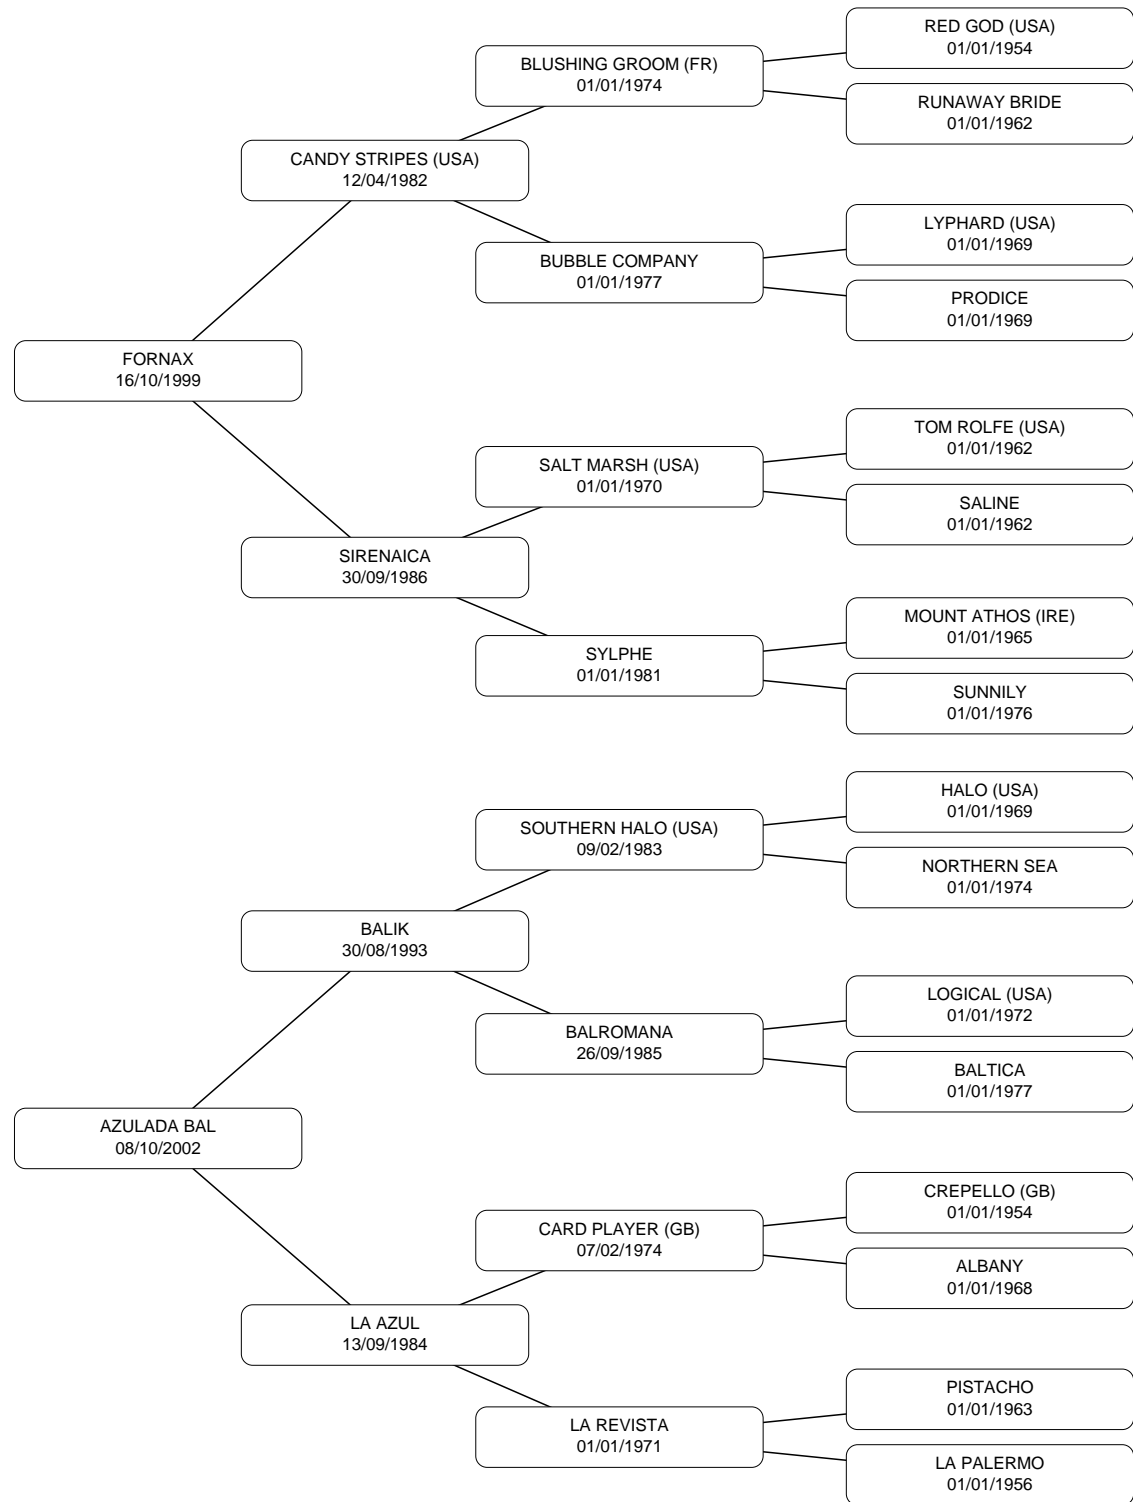 RED GOD (USA)
01/01/1954
BLUSHING GROOM (FR)
01/01/1974
RUNAWAY BRIDE
01/01/1962
CANDY STRIPES (USA)
12/04/1982
LYPHARD (USA)
01/01/1969
BUBBLE COMPANY
01/01/1977
PRODICE
01/01/1969
FORNAX
16/10/1999
TOM ROLFE (USA)
01/01/1962
SALT MARSH (USA)
01/01/1970
SALINE
01/01/1962
SIRENAICA
30/09/1986
MOUNT ATHOS (IRE)
01/01/1965
SYLPHE
01/01/1981
SUNNILY
01/01/1976
HALO (USA)
01/01/1969
SOUTHERN HALO (USA)
09/02/1983
NORTHERN SEA
01/01/1974
BALIK
30/08/1993
LOGICAL (USA)
01/01/1972
BALROMANA
26/09/1985
BALTICA
01/01/1977
AZULADA BAL
08/10/2002
CREPELLO (GB)
01/01/1954
CARD PLAYER (GB)
07/02/1974
ALBANY
01/01/1968
LA AZUL
13/09/1984
PISTACHO
01/01/1963
LA REVISTA
01/01/1971
LA PALERMO
01/01/1956